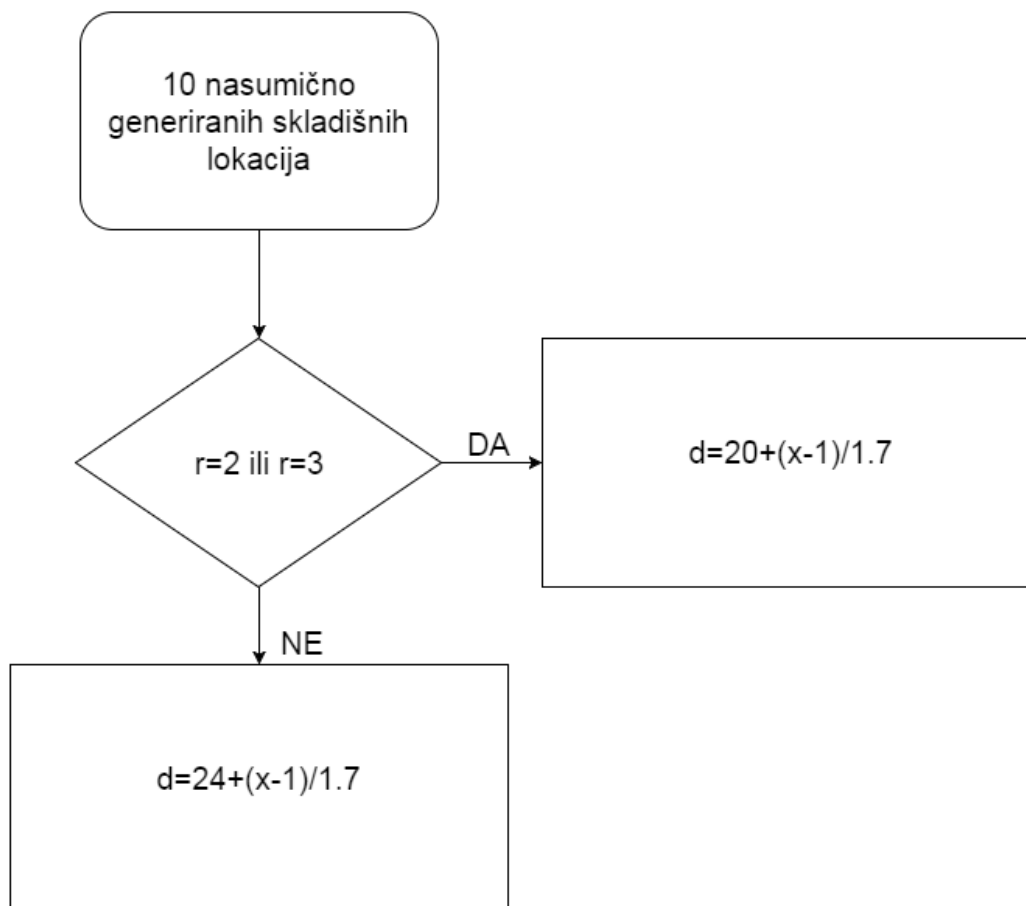 10 nasumično
generiranih skladišnih
lokacija
r=2 ili r=3
DA
d=20+(x-1)/1.7
NE
d=24+(x-1)/1.7